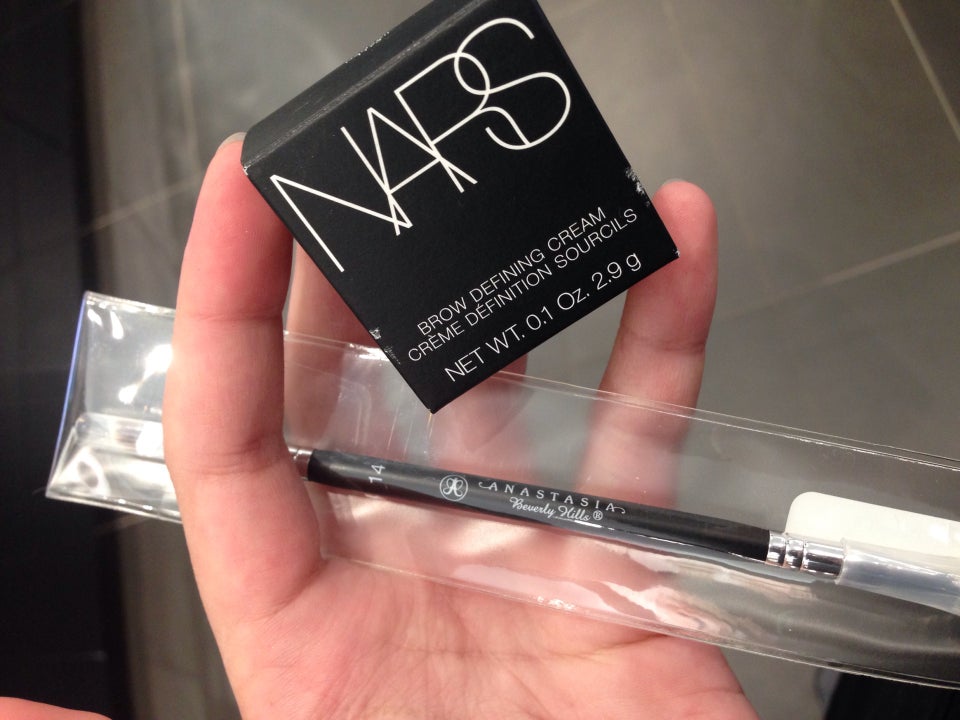 NARS
BROW DEFINING CREAM
CRÈME DÉFINITION SOURCILS
NET WT. 0.1 Oz. 2.9 g
14
ANASTASIA
Beverly Hills®